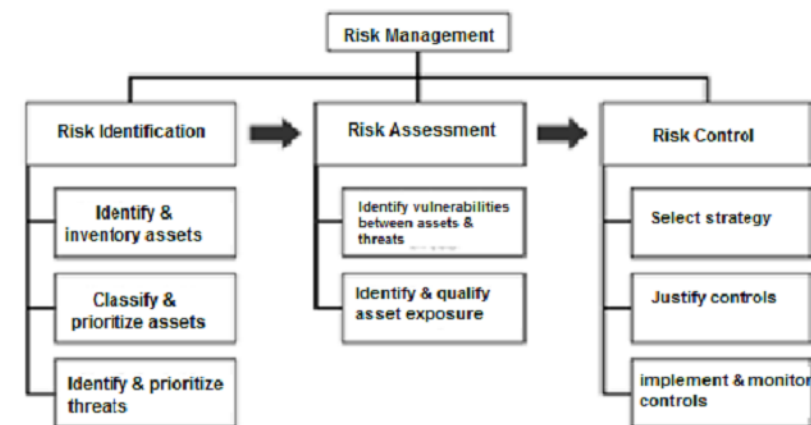 Risk Management
Risk Identification
Risk Assessment
Risk Control
Identify &
inventory assets
Classify &
prioritize assets
Identify & prioritize
threats
Identify vulnerabilities
between assets &
threats
Identify & qualify
asset exposure
Select strategy
Justify controls
implement & monitor
controls